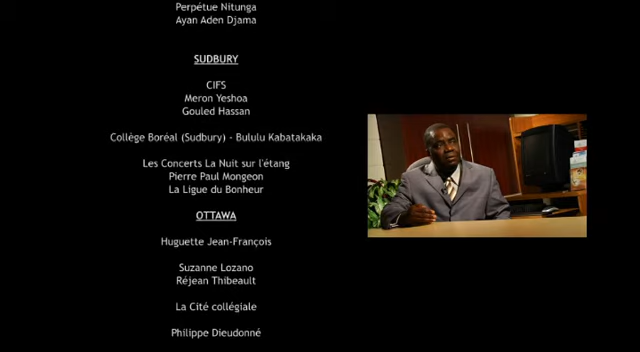 Perpétue Nitunga
Ayan Aden Djama
SUDBURY
CIFS
Meron Yeshoa
Gouled Hassan
Collège Boréal (Sudbury) - Bululu Kabatakaka
Les Concerts La Nuit sur l'étang
Pierre Paul Mongeon
La Ligue du Bonheur
OTTAWA
Huguette Jean-François
Suzanne Lozano
Réjean Thibeault
La Cité collégiale
Philippe Dieudonné